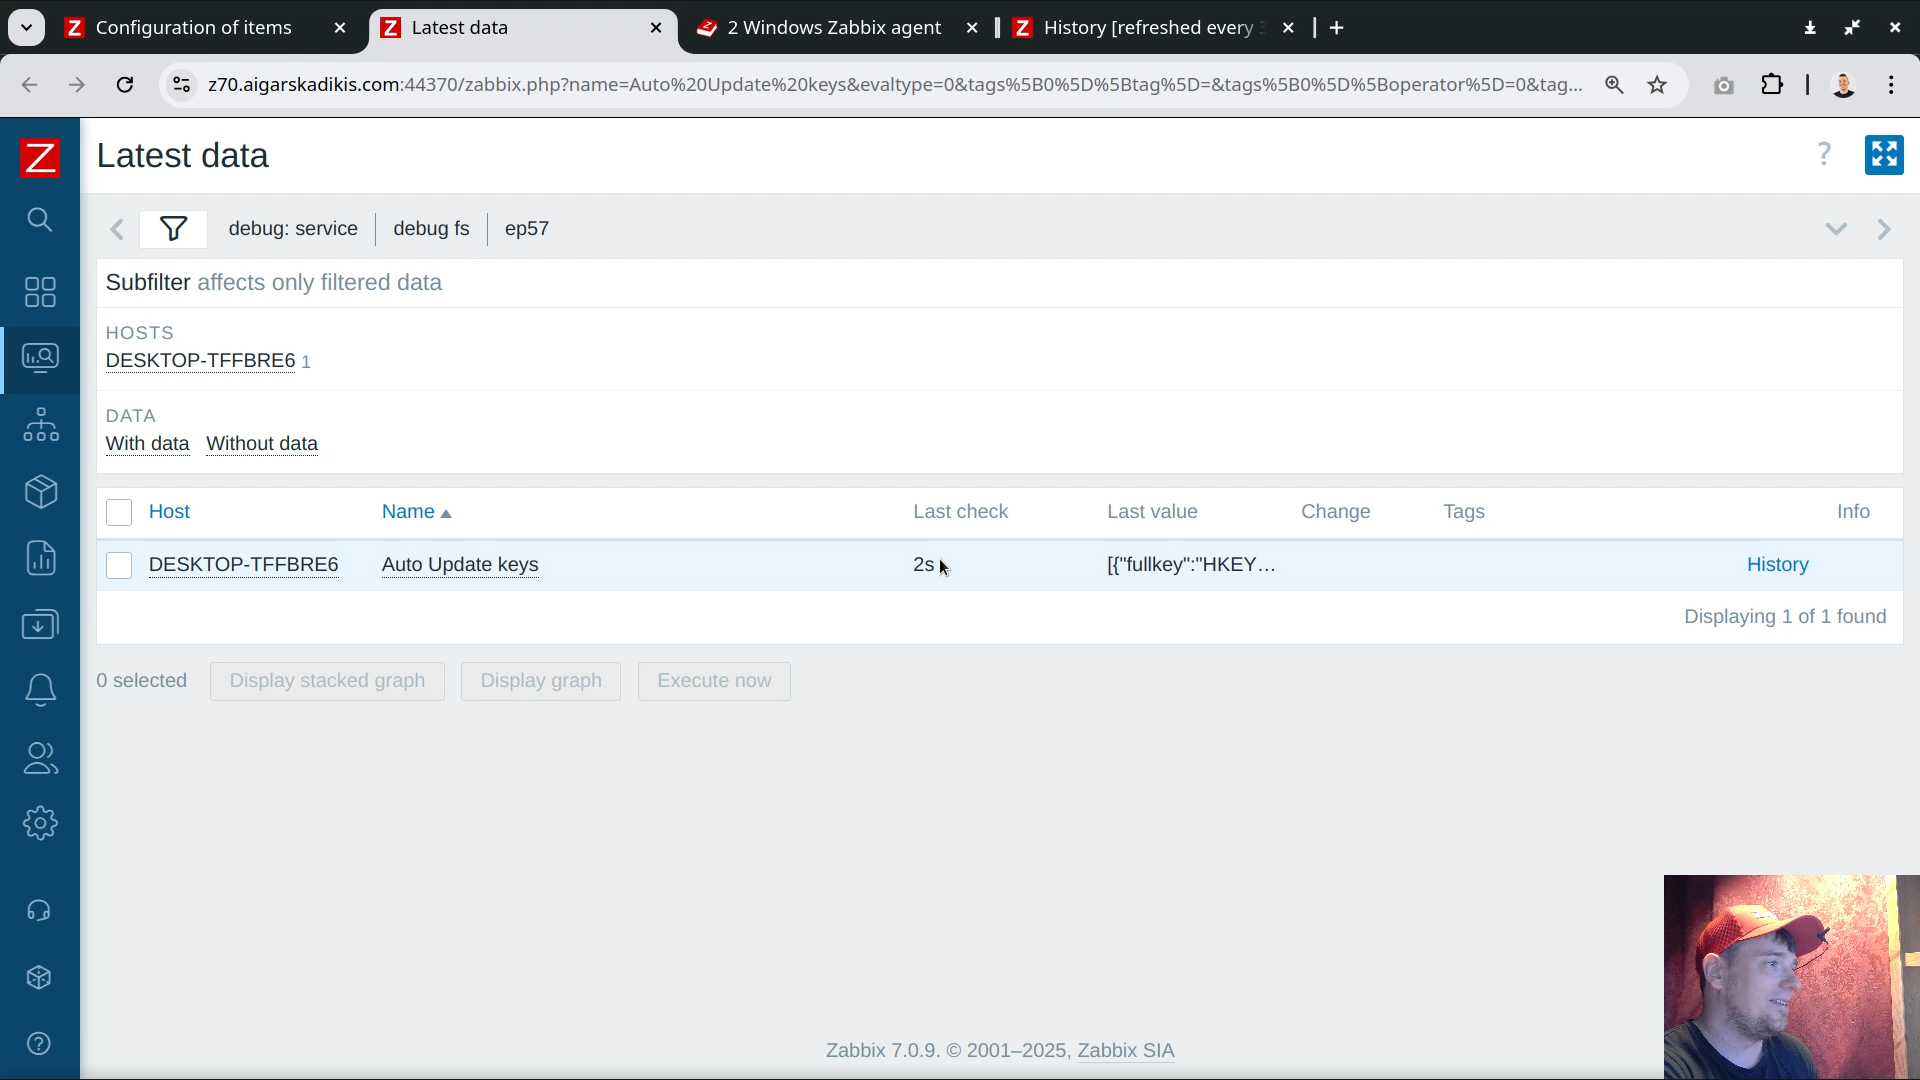 Configuration of items
Latest data
2 Windows Zabbix agent
History [refreshed every
z70.aigarskadikis.com:44370/zabbix.php?name=Auto%20Update%20keys&evaltype=0&tags%5B0%5D%5Btag%5D=&tags%5B0%5D%5Boperator%5D=0&tag...
Z
Latest data
?
debug: service
debug fs
ep57
Subfilter affects only filtered data
HOSTS
DESKTOP-TFFBRE6 1
DATA
With data Without data
Host Name Last check Last value Change Tags Info
DESKTOP-TFFBRE6 Auto Update keys 2s [{"fullkey":"HKEY... History
Displaying 1 of 1 found
0 selected Display stacked graph Display graph Execute now
Zabbix 7.0.9. © 2001–2025, Zabbix SIA